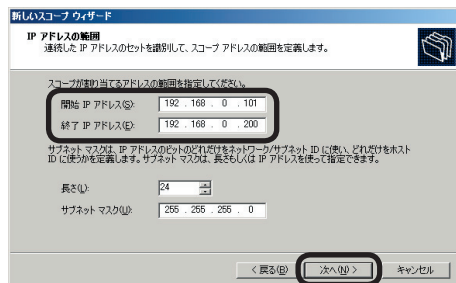 新しいスコープ ウィザード
IP アドレスの範囲
連続した IP アドレスのセットを識別して、スコープ アドレスの範囲を定義します。
スコープが割り当てるアドレスの範囲を指定してください。
開始 IP アドレス(S): 192 . 168 . 0 . 101
終了 IP アドレス(E): 192 . 168 . 0 . 200
サブネット マスクは、IP アドレスのビットのどれだけをネットワーク/サブネット ID に使い、どれだけをホスト
ID に使うかを定義します。サブネット マスクは、長さもしくは IP アドレスを使って指定できます。
長さ(L): 24
サブネット マスク(U): 255 . 255 . 255 . 0
< 戻る(B) 次へ(N) > キャンセル